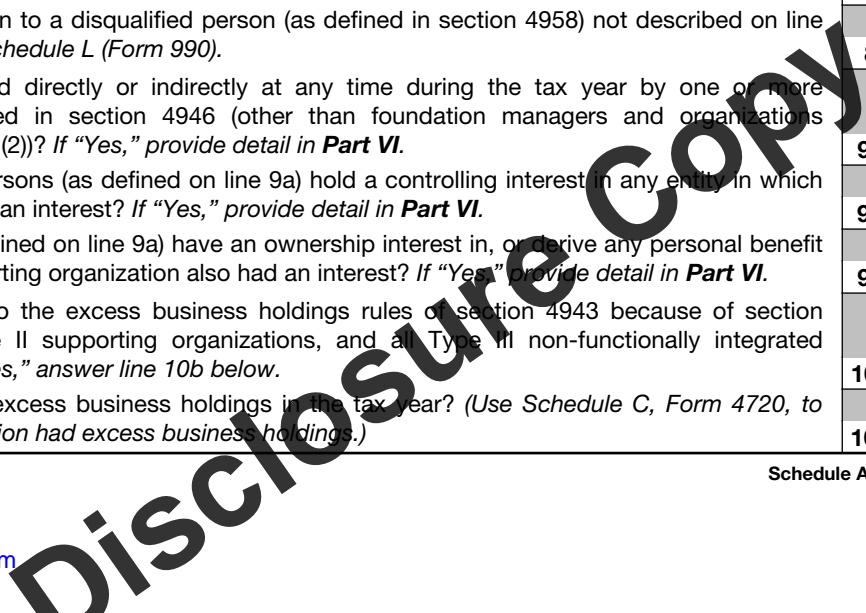 n to a disqualified person (as defined in section 4958) not described on line
chedule L (Form 990).
d directly or indirectly at any time during the tax year by one or more
ed in section 4946 (other than foundation managers and organizations
(2))? If “Yes,” provide detail in Part VI.
9
rsons (as defined on line 9a) hold a controlling interest in any entity in which
an interest? If “Yes,” provide detail in Part VI.
9
ined on line 9a) have an ownership interest in, or derive any personal benefit
rting organization also had an interest? If “Yes,” provide detail in Part VI.
9
o the excess business holdings rules of section 4943 because of section
e II supporting organizations, and all Type III non-functionally integrated
es,” answer line 10b below.
10
excess business holdings in the tax year? (Use Schedule C, Form 4720, to
ion had excess business holdings.)
10
Schedule A
m
Disclosure Copy